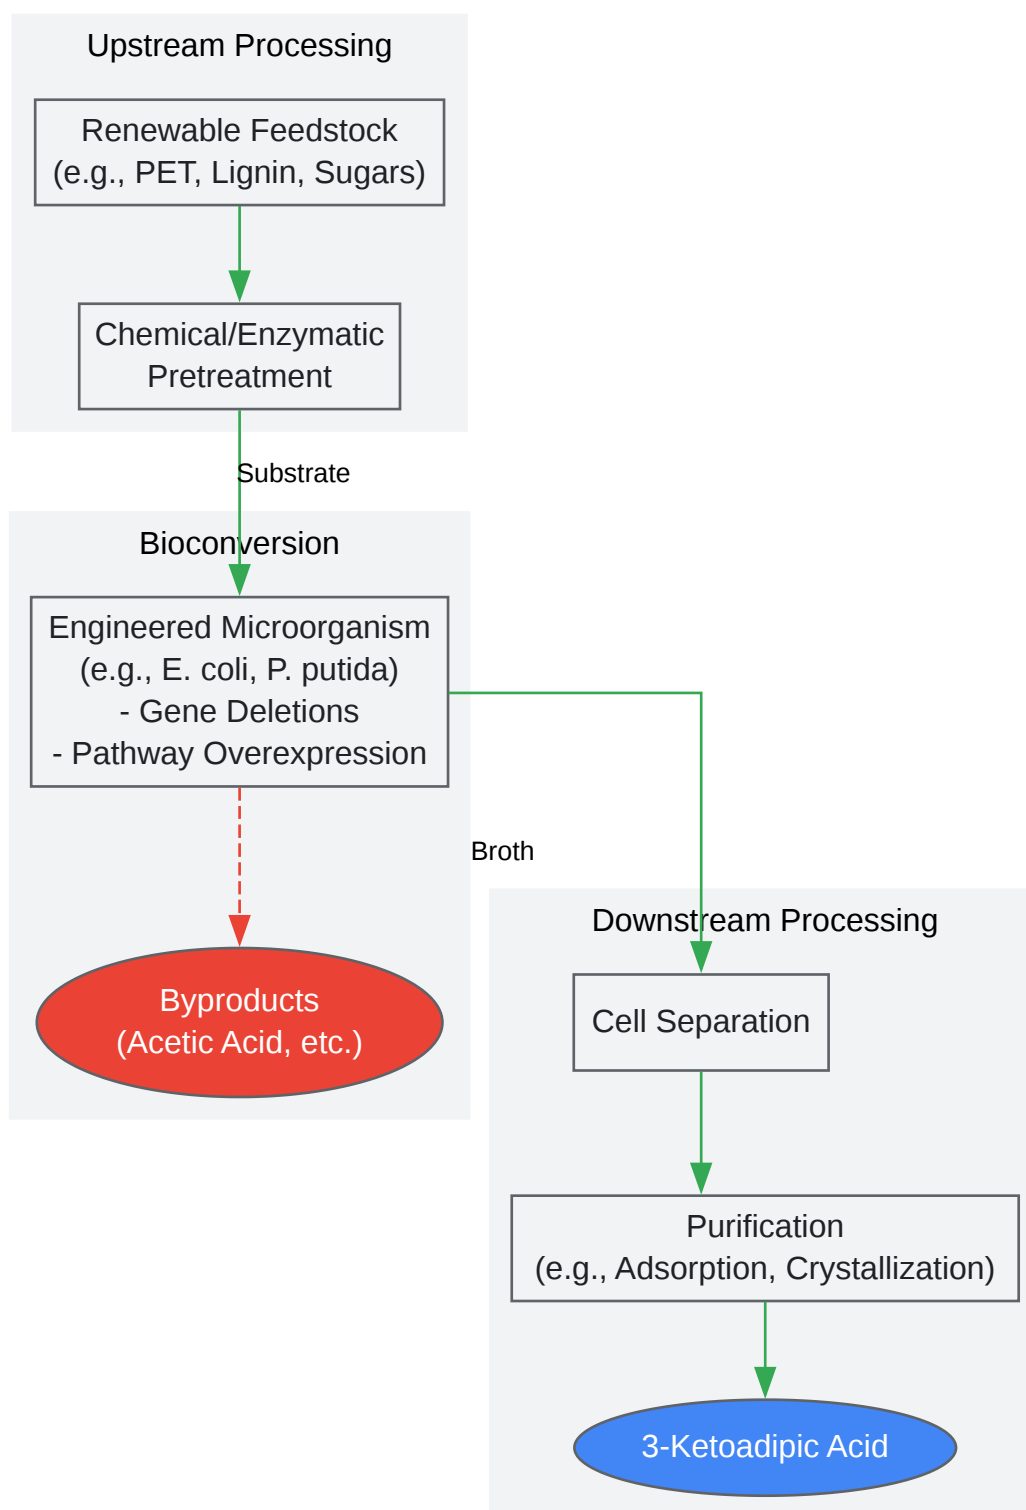 Upstream Processing
Renewable Feedstock
(e.g., PET, Lignin, Sugars)
Chemical/Enzymatic
Pretreatment
Substrate
Bioconversion
Engineered Microorganism
(e.g., E. coli, P. putida)
- Gene Deletions
- Pathway Overexpression
Broth
Byproducts
(Acetic Acid, etc.)
Downstream Processing
Cell Separation
Purification
(e.g., Adsorption, Crystallization)
3-Ketoadipic Acid